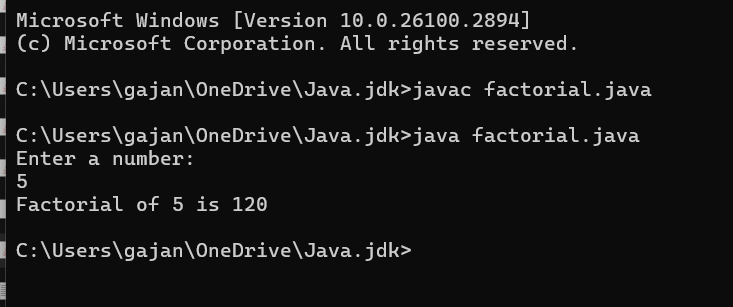 Microsoft Windows [Version 10.0.26100.2894]
(c) Microsoft Corporation. All rights reserved.
C:\Users\gajan\OneDrive\Java.jdk>javac factorial.java
C:\Users\gajan\OneDrive\Java.jdk>java factorial.java
Enter a number:
5
Factorial of 5 is 120
C:\Users\gajan\OneDrive\Java.jdk>